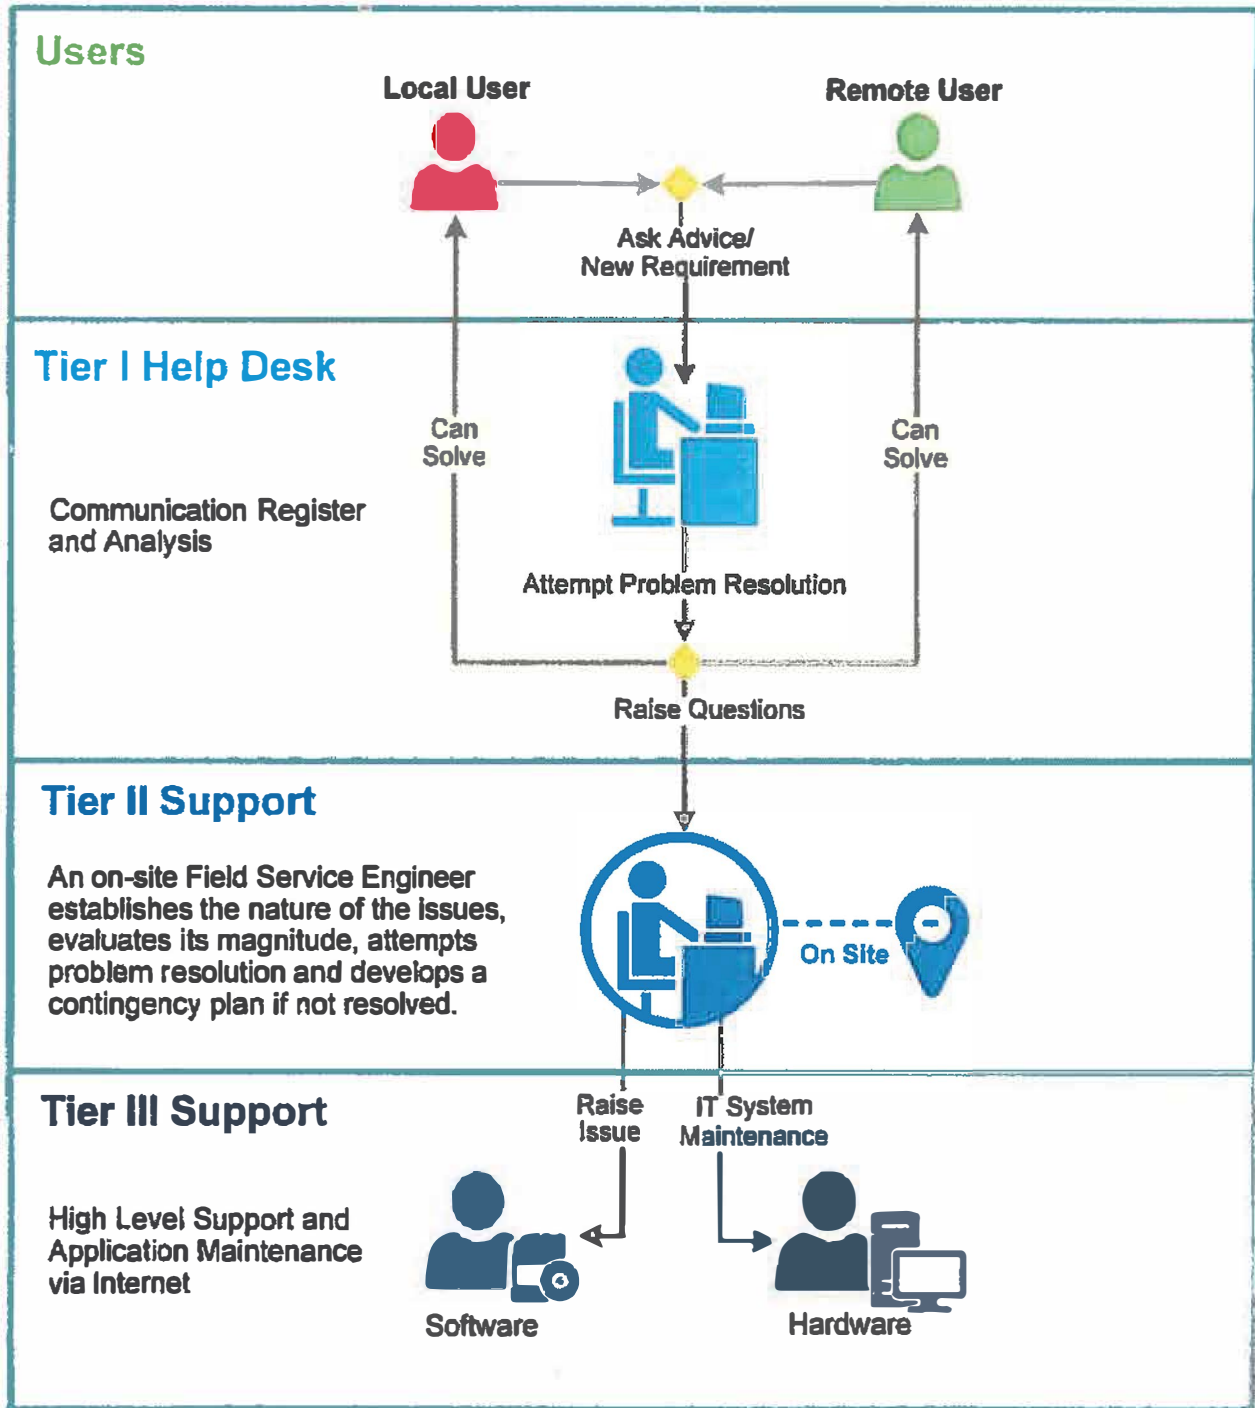 Users
Local User
Remote User
Ask Advice/
New Requirement
Tier I Help Desk
Can
Solve
Can
Solve
Communication Register
and Analysis
Attempt Problem Resolution
Raise Questions
Tier II Support
An on-site Field Service Engineer
establishes the nature of the issues,
evaluates its magnitude, attempts
problem resolution and develops a
contingency plan if not resolved.
On Site
Tier III Support
Raise
Issue
IT System
Maintenance
High Level Support and
Application Maintenance
via Internet
Software
Hardware